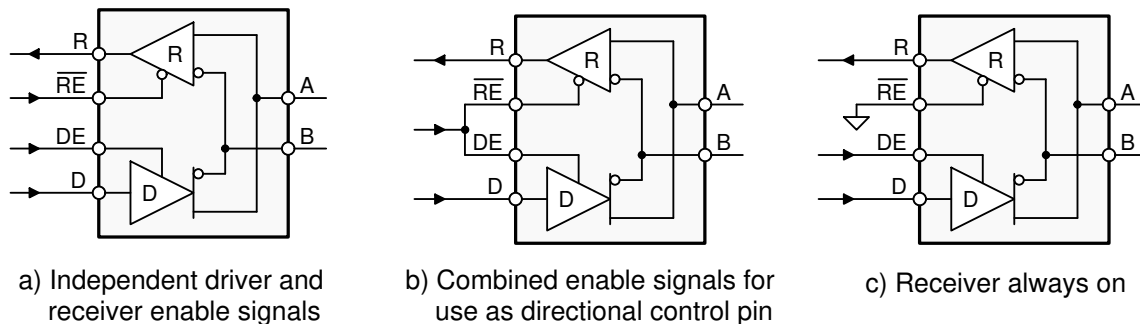 R
R
RE
A
DE
B
D
D
a) Independent driver and
receiver enable signals
R
R
RE
A
DE
B
D
D
b) Combined enable signals for
use as directional control pin
R
R
RE
A
DE
B
D
D
c) Receiver always on